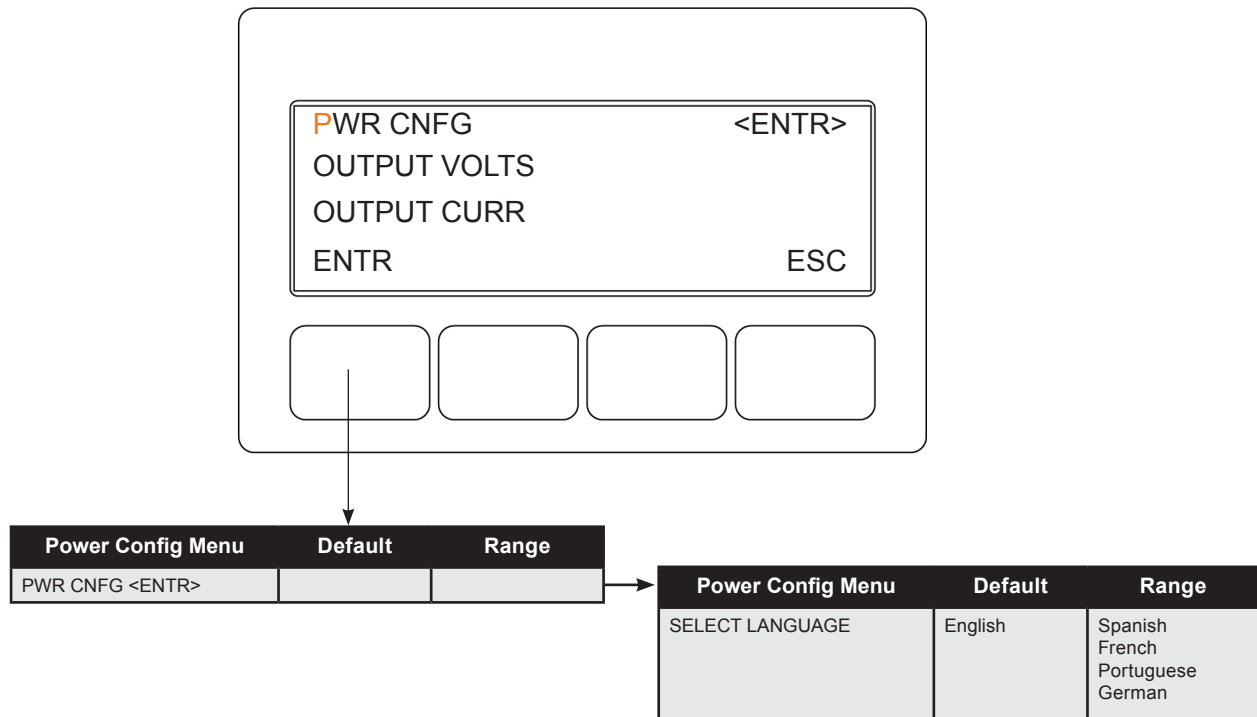 PWR CNFG <ENTR>
OUTPUT VOLTS
OUTPUT CURR
ENTR ESC
Power Config Menu Default Range
PWR CNFG <ENTR>
Power Config Menu Default Range
SELECT LANGUAGE English Spanish
French
Portuguese
German